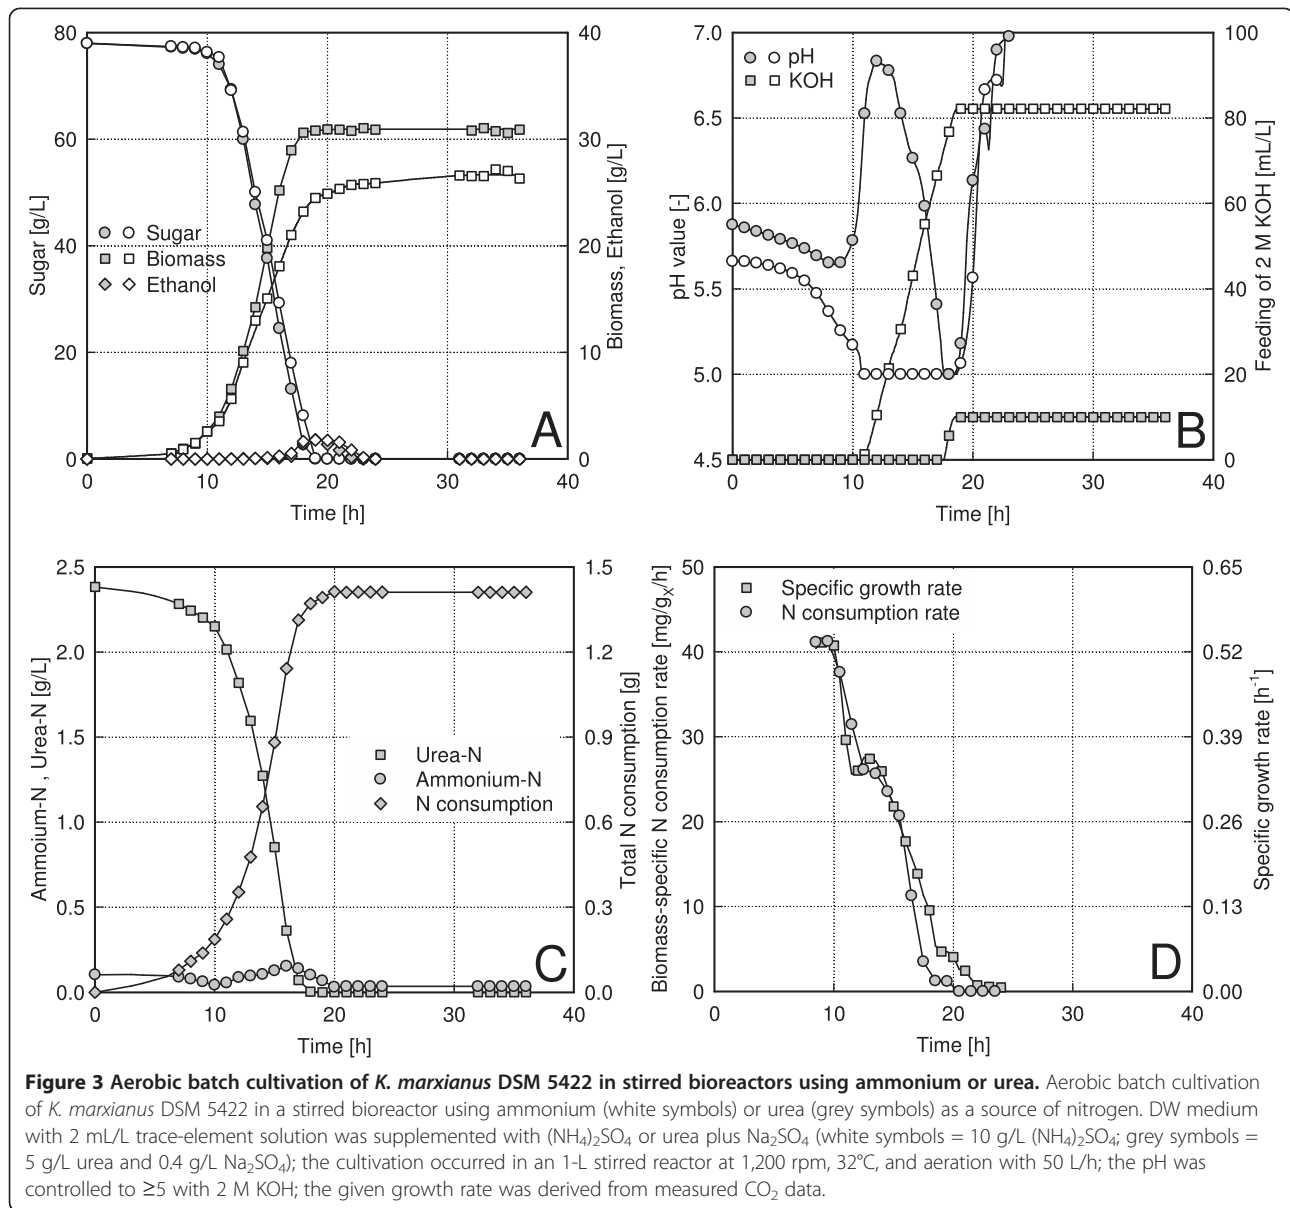 80
60
40
20
0
Sugar [g/L]
40
30
20
10
0
Biomass, Ethanol [g/L]
Sugar
Biomass
Ethanol
A
0 10 20 30 40
Time [h]
7.0
6.5
6.0
5.5
5.0
4.5
pH value [-]
100
80
60
40
20
0
Feeding of 2 M KOH [mL/L]
pH
KOH
B
0 10 20 30 40
Time [h]
2.5
2.0
1.5
1.0
0.5
0.0
Ammoium-N , Urea-N [g/L]
1.5
1.2
0.9
0.6
0.3
0.0
Total N consumption [g]
Urea-N
Ammonium-N
N consumption
C
0 10 20 30 40
Time [h]
50
40
30
20
10
0
Biomass-specific N consumption rate [mg/gX/h]
0.65
0.52
0.39
0.26
0.13
0.00
Specific growth rate [h-1]
Specific growth rate
N consumption rate
D
0 10 20 30 40
Time [h]
Figure 3 Aerobic batch cultivation of K. marxianus DSM 5422 in stirred bioreactors using ammonium or urea. Aerobic batch cultivation
of K. marxianus DSM 5422 in a stirred bioreactor using ammonium (white symbols) or urea (grey symbols) as a source of nitrogen. DW medium
with 2 mL/L trace-element solution was supplemented with (NH4)2SO4 or urea plus Na2SO4 (white symbols = 10 g/L (NH4)2SO4; grey symbols =
5 g/L urea and 0.4 g/L Na2SO4); the cultivation occurred in an 1-L stirred reactor at 1,200 rpm, 32°C, and aeration with 50 L/h; the pH was
controlled to ≥5 with 2 M KOH; the given growth rate was derived from measured CO2 data.